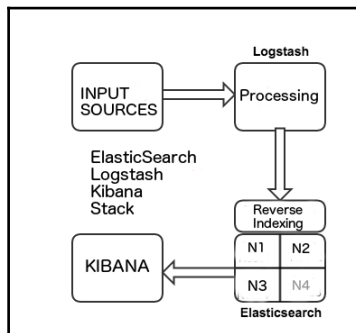 Logstash
INPUT
SOURCES
Processing
ElasticSearch
Logstash
Kibana
Stack
Reverse
Indexing
KIBANA
N1 N2
N3 N4
Elasticsearch